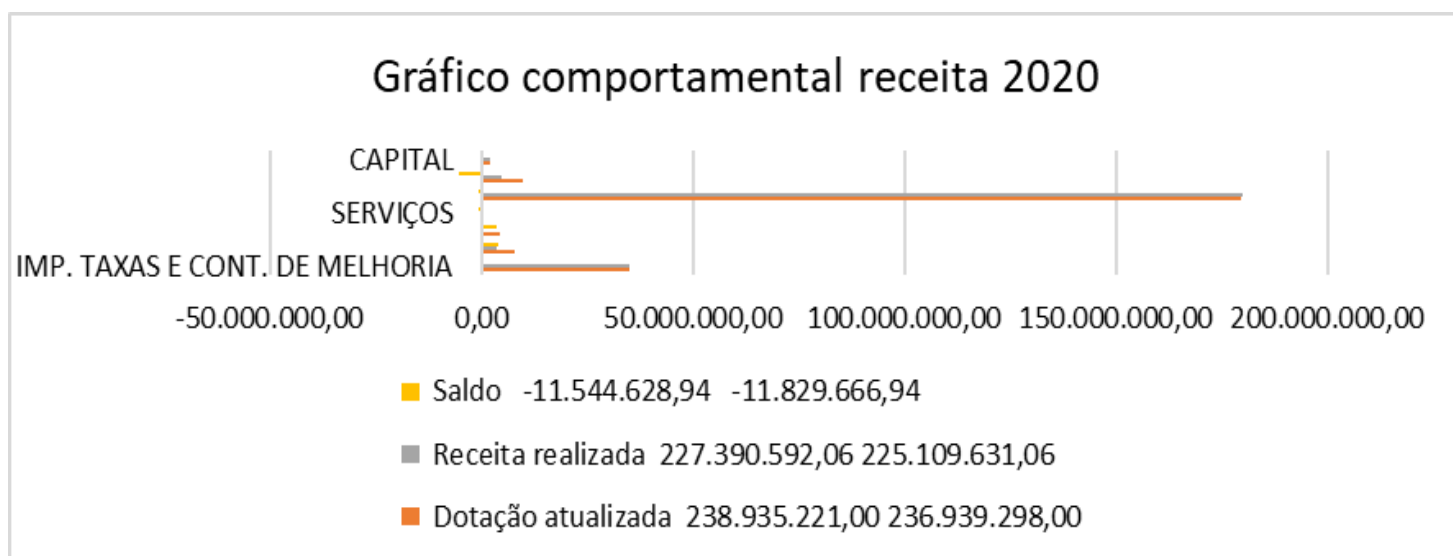 Gráfico comportamental receita 2020
CAPITAL
SERVIÇOS
IMP. TAXAS E CONT. DE MELHORIA
-50.000.000,00 0,00 50.000.000,00 100.000.000,00 150.000.000,00 200.000.000,00
Saldo -11.544.628,94 -11.829.666,94
Receita realizada 227.390.592,06 225.109.631,06
Dotação atualizada 238.935.221,00 236.939.298,00